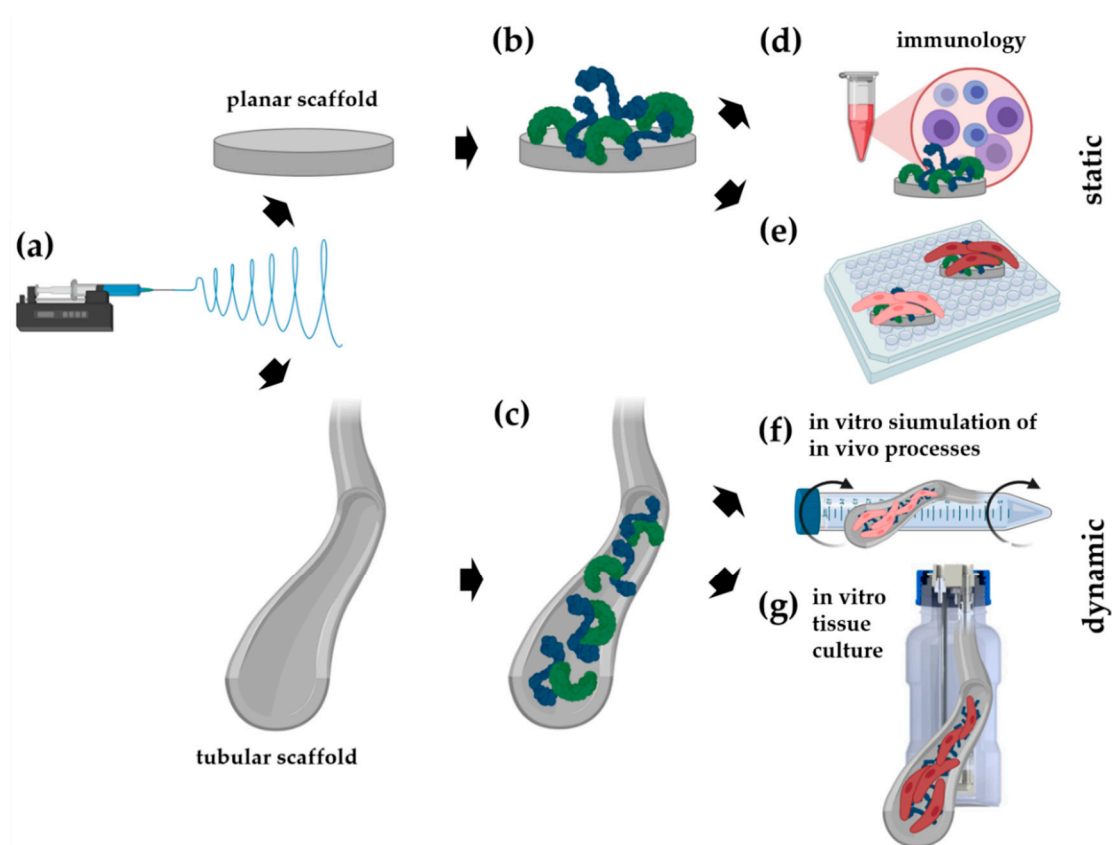 (b)
(d)
immunology
planar scaffold
static
(a)
(e)
(c)
(f)
in vitro siumulation of
in vivo processes
(g)
in vitro
tissue
culture
dynamic
tubular scaffold